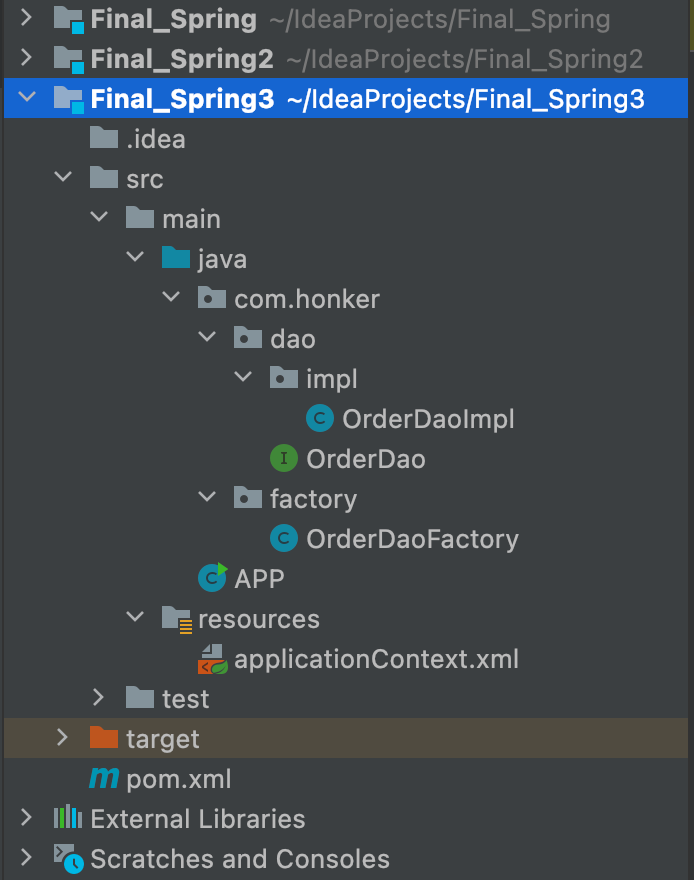 Final_Spring ~/IdeaProjects/Final_Spring
Final_Spring2 ~/IdeaProjects/Final_Spring2
Final_Spring3 ~/IdeaProjects/Final_Spring3
.idea
src
main
java
com.honker
dao
impl
C OrderDaoImpl
I OrderDao
factory
C OrderDaoFactory
C APP
resources
applicationContext.xml
test
target
m pom.xml
External Libraries
Scratches and Consoles